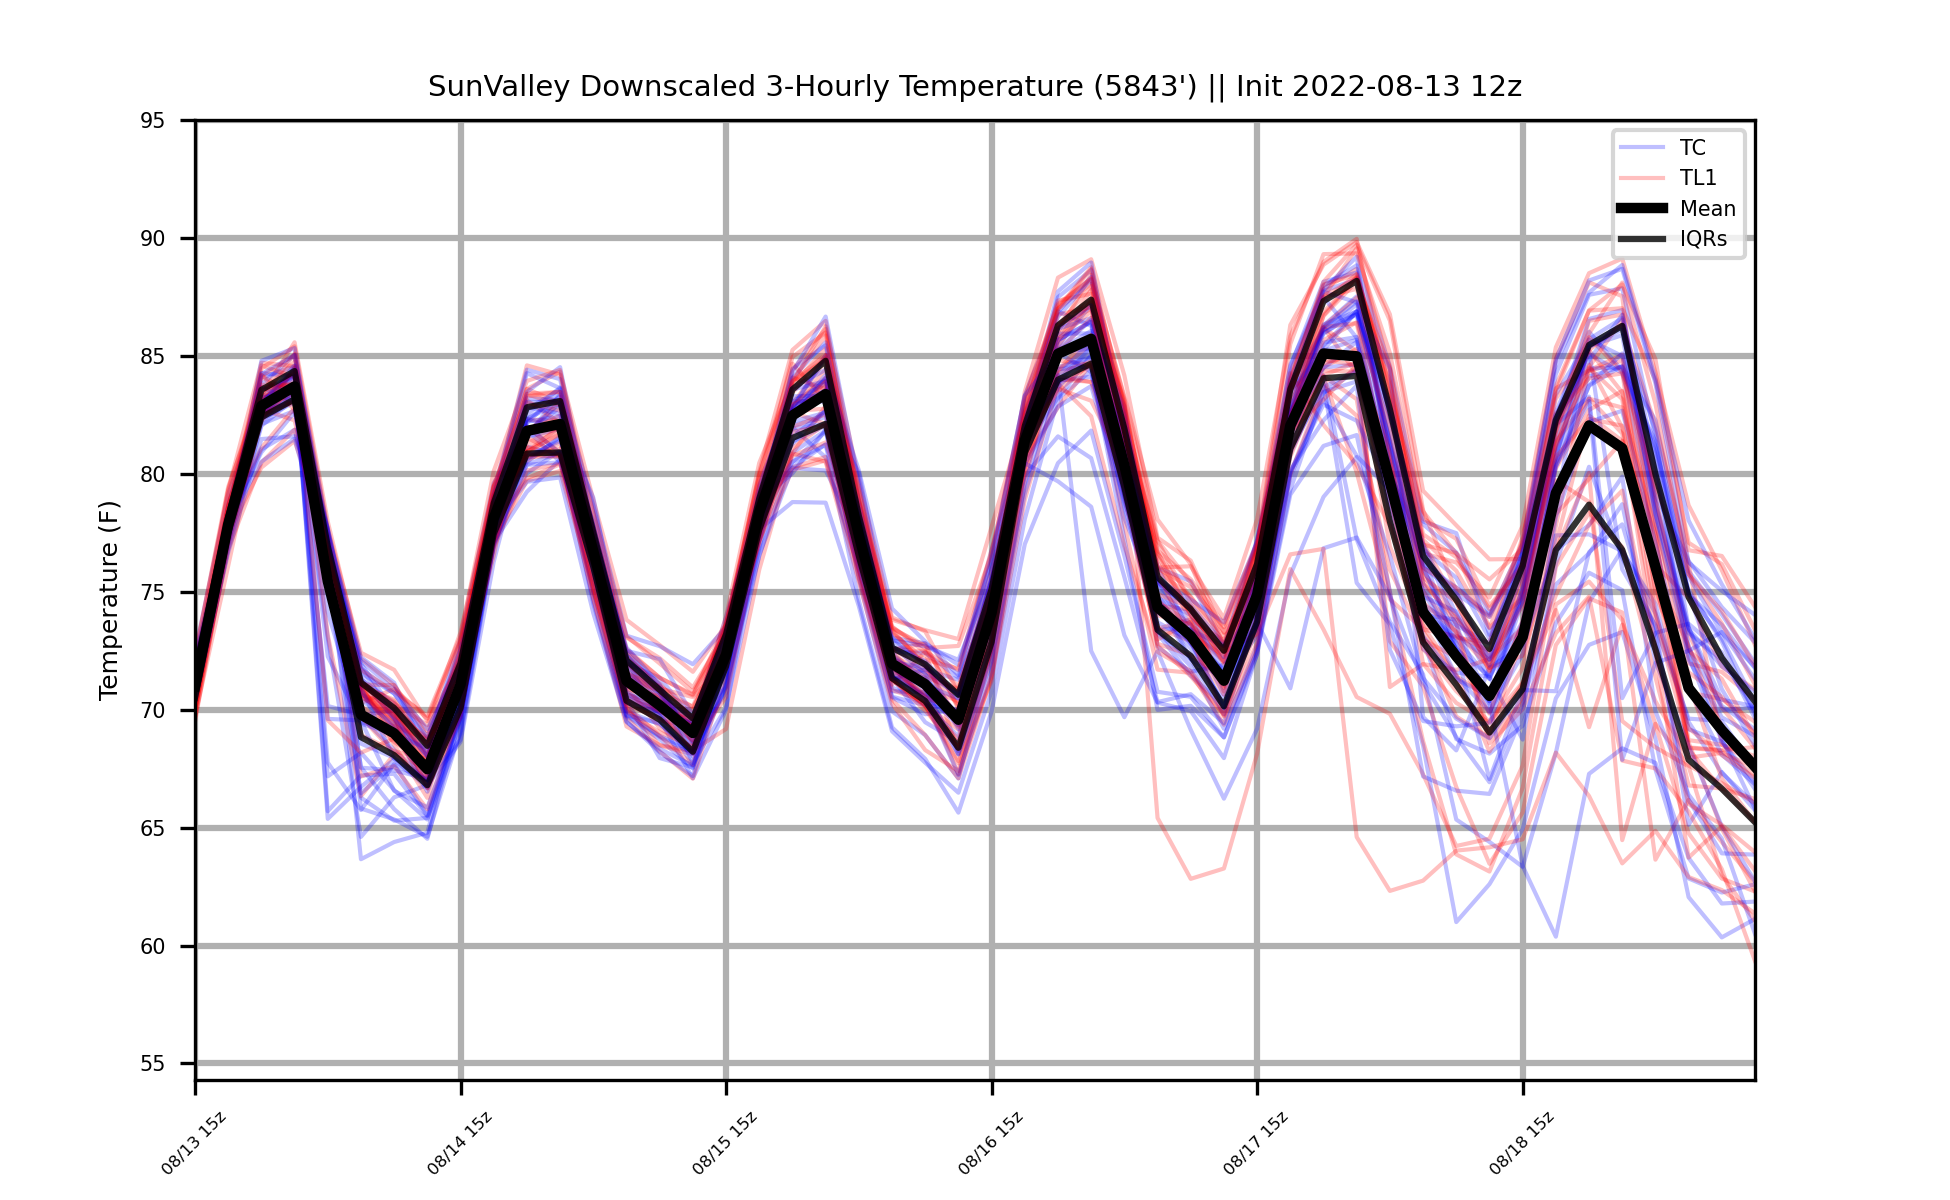 SunValley Downscaled 3-Hourly Temperature (5843') || Init 2022-08-13 12z
TC
TL1
Mean
IQRs
Temperature (F)
95
90
85
80
75
70
65
60
55
08/13 15z
08/14 15z
08/15 15z
08/16 15z
08/17 15z
08/18 15z